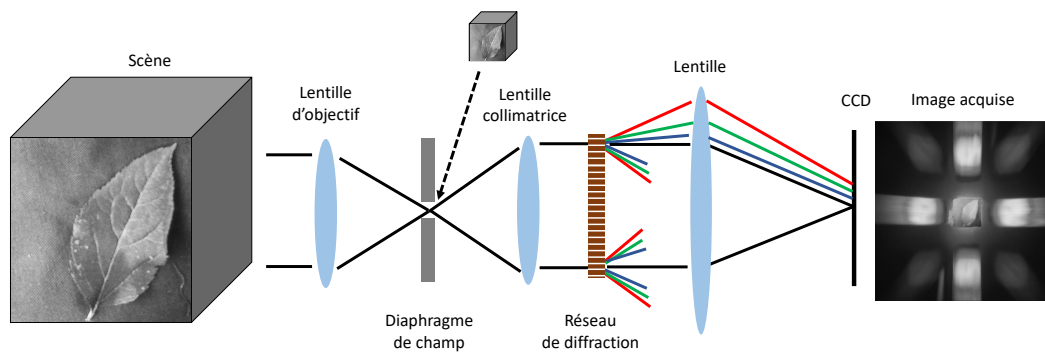 Scène
Lentille
d'objectif
Diaphragme
de champ
Lentille
collimatrice
Réseau
de diffraction
Lentille
CCD
Image acquise